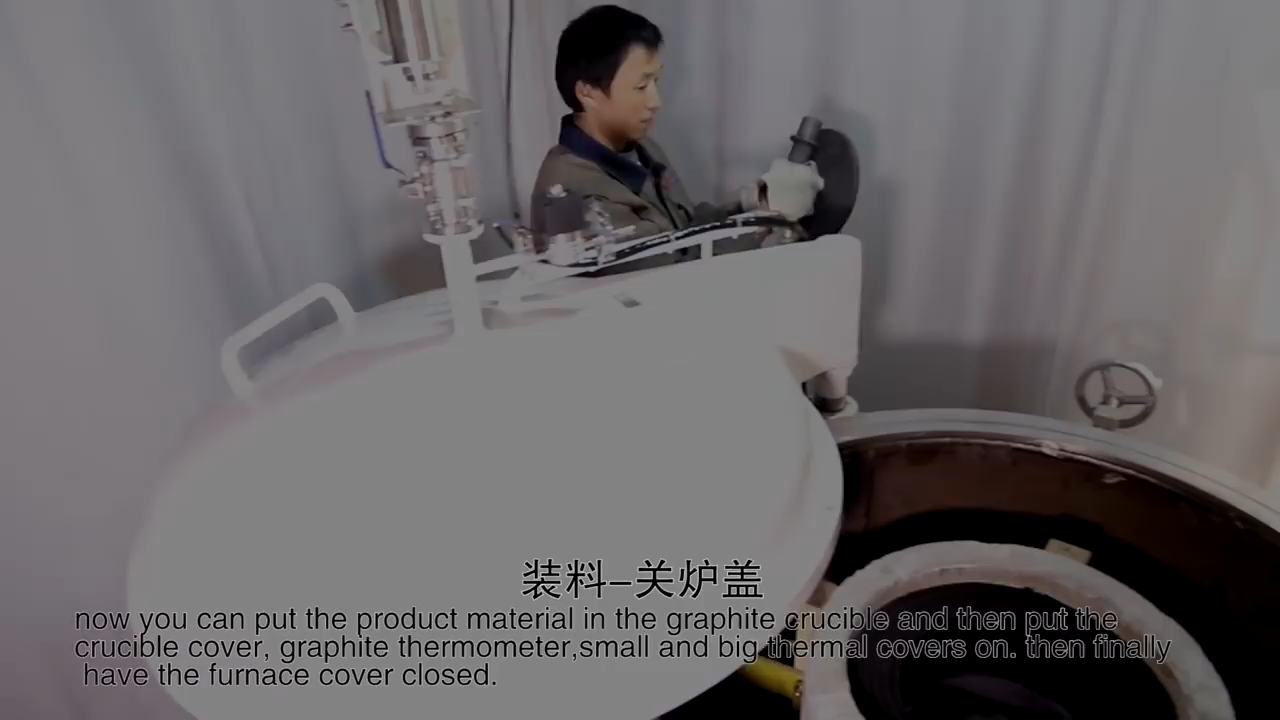 装料–关炉盖
now you can put the product material in the graphite crucible and then put the
crucible cover, graphite thermometer,small and big thermal covers on. then finally
have the furnace cover closed.